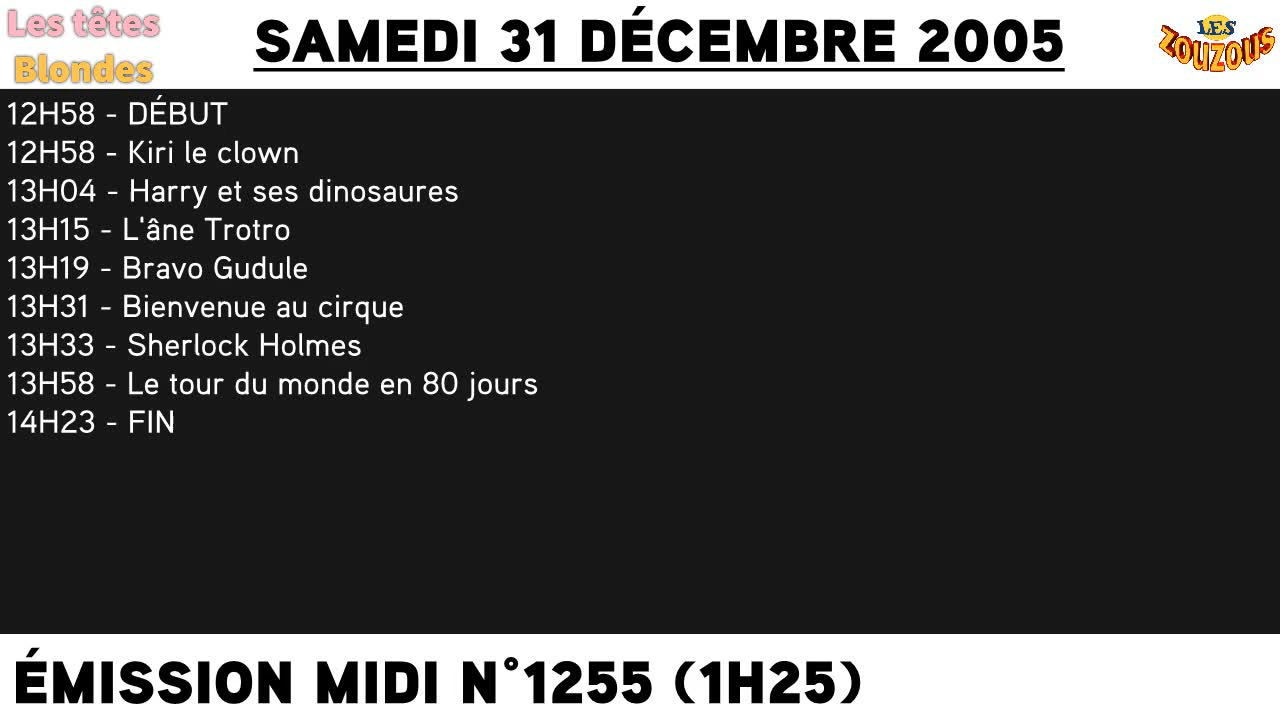 Les têtes
Blondes
SAMEDI 31 DÉCEMBRE 2005
LES
ZOUZOUS
12H58 - DÉBUT
12H58 - Kiri le clown
13H04 - Harry et ses dinosaures
13H15 - L'âne Trotro
13H19 - Bravo Gudule
13H31 - Bienvenue au cirque
13H33 - Sherlock Holmes
13H58 - Le tour du monde en 80 jours
14H23 - FIN
ÉMISSION MIDI N°1255 (1H25)